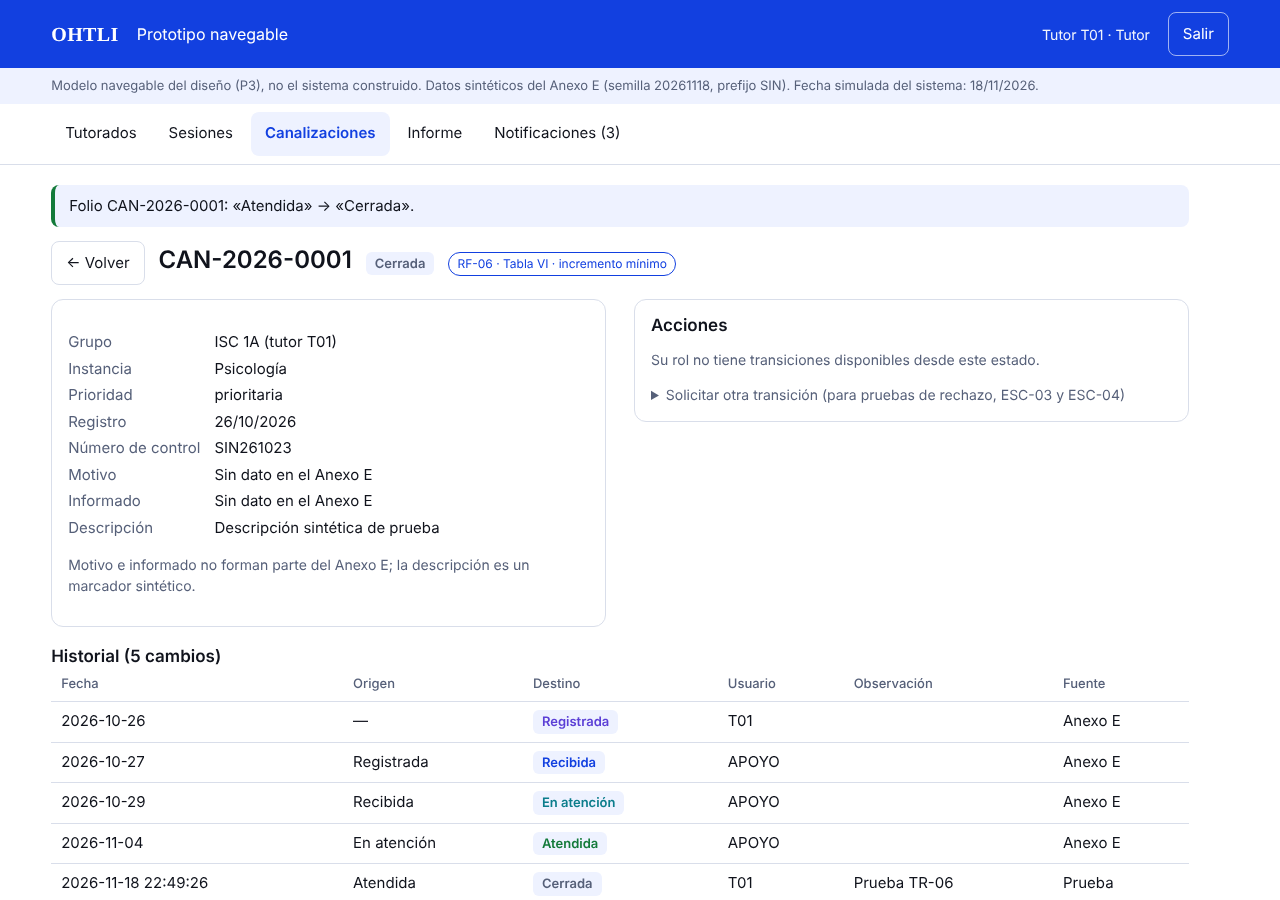 OHTLI Prototipo navegable Tutor T01 · Tutor Salir
Modelo navegable del diseño (P3), no el sistema construido. Datos sintéticos del Anexo E (semilla 20261118, prefijo SIN). Fecha simulada del sistema: 18/11/2026.
Tutorados Sesiones Canalizaciones Informe Notificaciones (3)
Folio CAN-2026-0001: «Atendida» → «Cerrada».
← Volver CAN-2026-0001 Cerrada RF-06 · Tabla VI · incremento mínimo
Grupo ISC 1A (tutor T01)
Instancia Psicología
Prioridad prioritaria
Registro 26/10/2026
Número de control SIN261023
Motivo Sin dato en el Anexo E
Informado Sin dato en el Anexo E
Descripción Descripción sintética de prueba
Motivo e informado no forman parte del Anexo E; la descripción es un
marcador sintético.
Acciones
Su rol no tiene transiciones disponibles desde este estado.
▶ Solicitar otra transición (para pruebas de rechazo, ESC-03 y ESC-04)
Historial (5 cambios)
Fecha Origen Destino Usuario Observación Fuente
2026-10-26 — Registrada T01 Anexo E
2026-10-27 Registrada Recibida APOYO Anexo E
2026-10-29 Recibida En atención APOYO Anexo E
2026-11-04 En atención Atendida APOYO Anexo E
2026-11-18 22:49:26 Atendida Cerrada T01 Prueba TR-06 Prueba